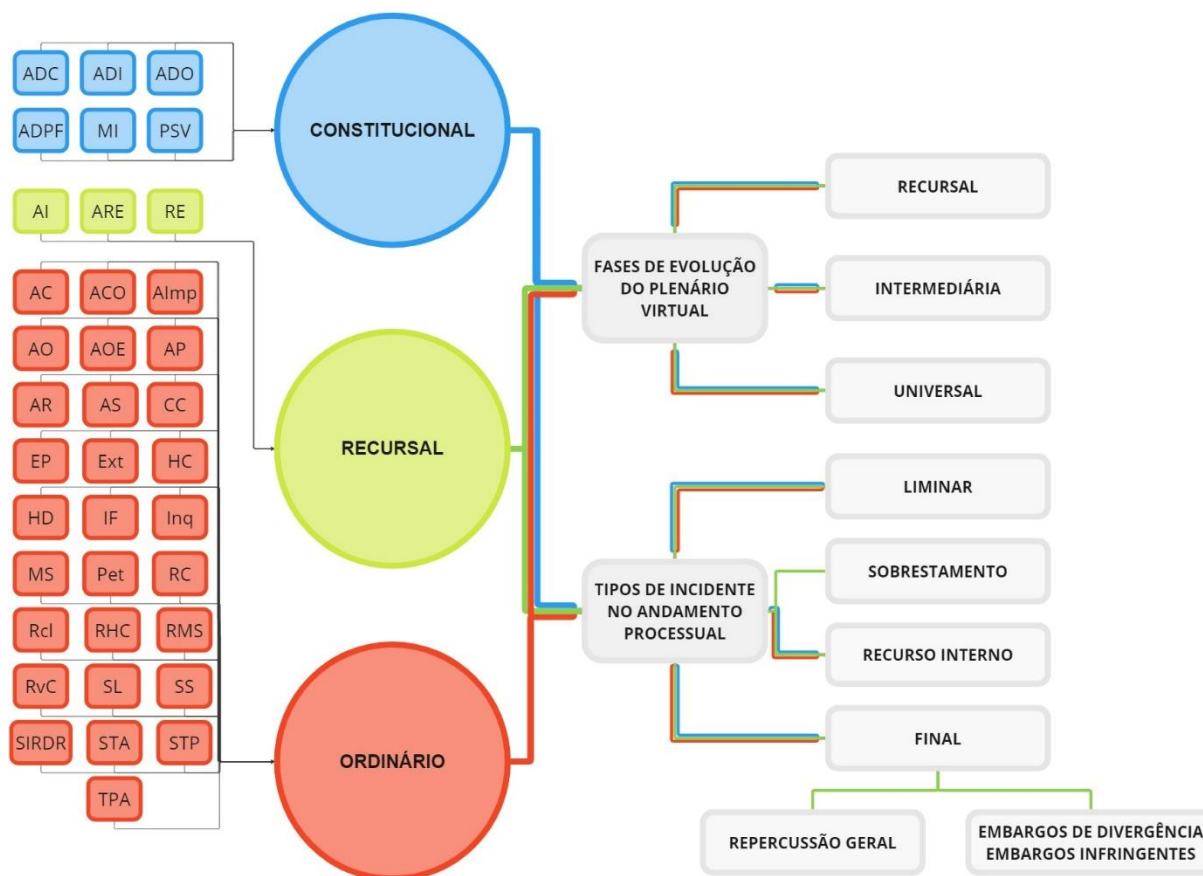 ADC ADI ADO
ADPF MI PSV
CONSTITUCIONAL
AI ARE RE
RECURSAL
AC ACO AImp
AO AOE AP
AR AS CC
EP Ext HC
HD IF Inq
MS Pet RC
Rcl RHC RMS
RvC SL SS
SIRDR STA STP
TPA
ORDINÁRIO
FASES DE EVOLUÇÃO
DO PLENÁRIO
VIRTUAL
RECURSAL
INTERMEDIÁRIA
UNIVERSAL
TIPOS DE INCIDENTE
NO ANDAMENTO
PROCESSUAL
LIMINAR
SOBRESTAMENTO
RECURSO INTERNO
FINAL
REPERCUSSÃO GERAL
EMBARGOS DE DIVERGÊNCIA
EMBARGOS INFRINGENTES